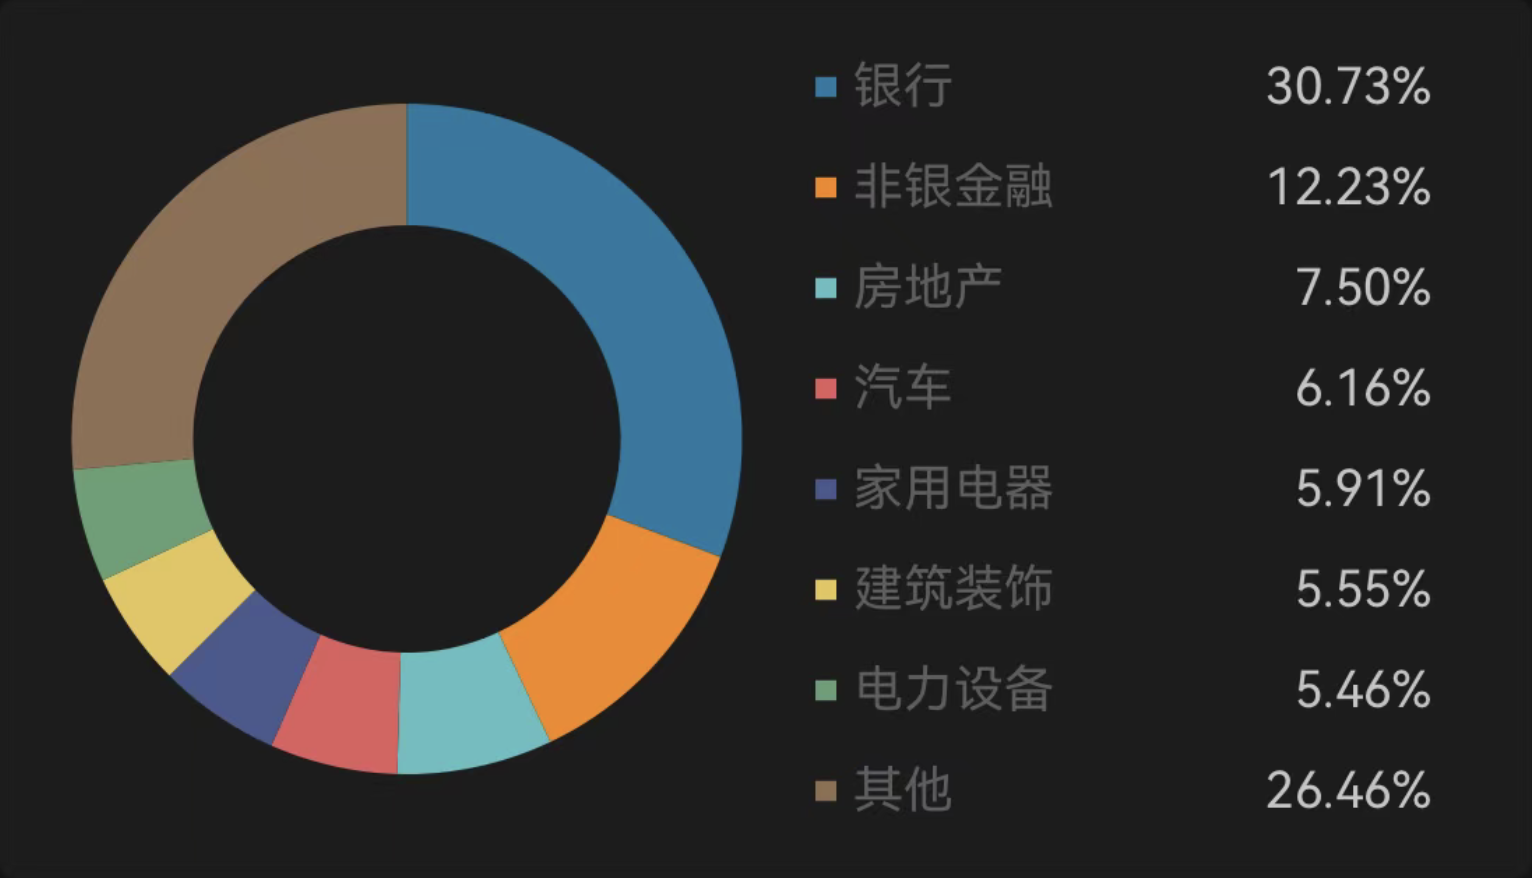 银行 30.73%
非银金融 12.23%
房地产 7.50%
汽车 6.16%
家用电器 5.91%
建筑装饰 5.55%
电力设备 5.46%
其他 26.46%